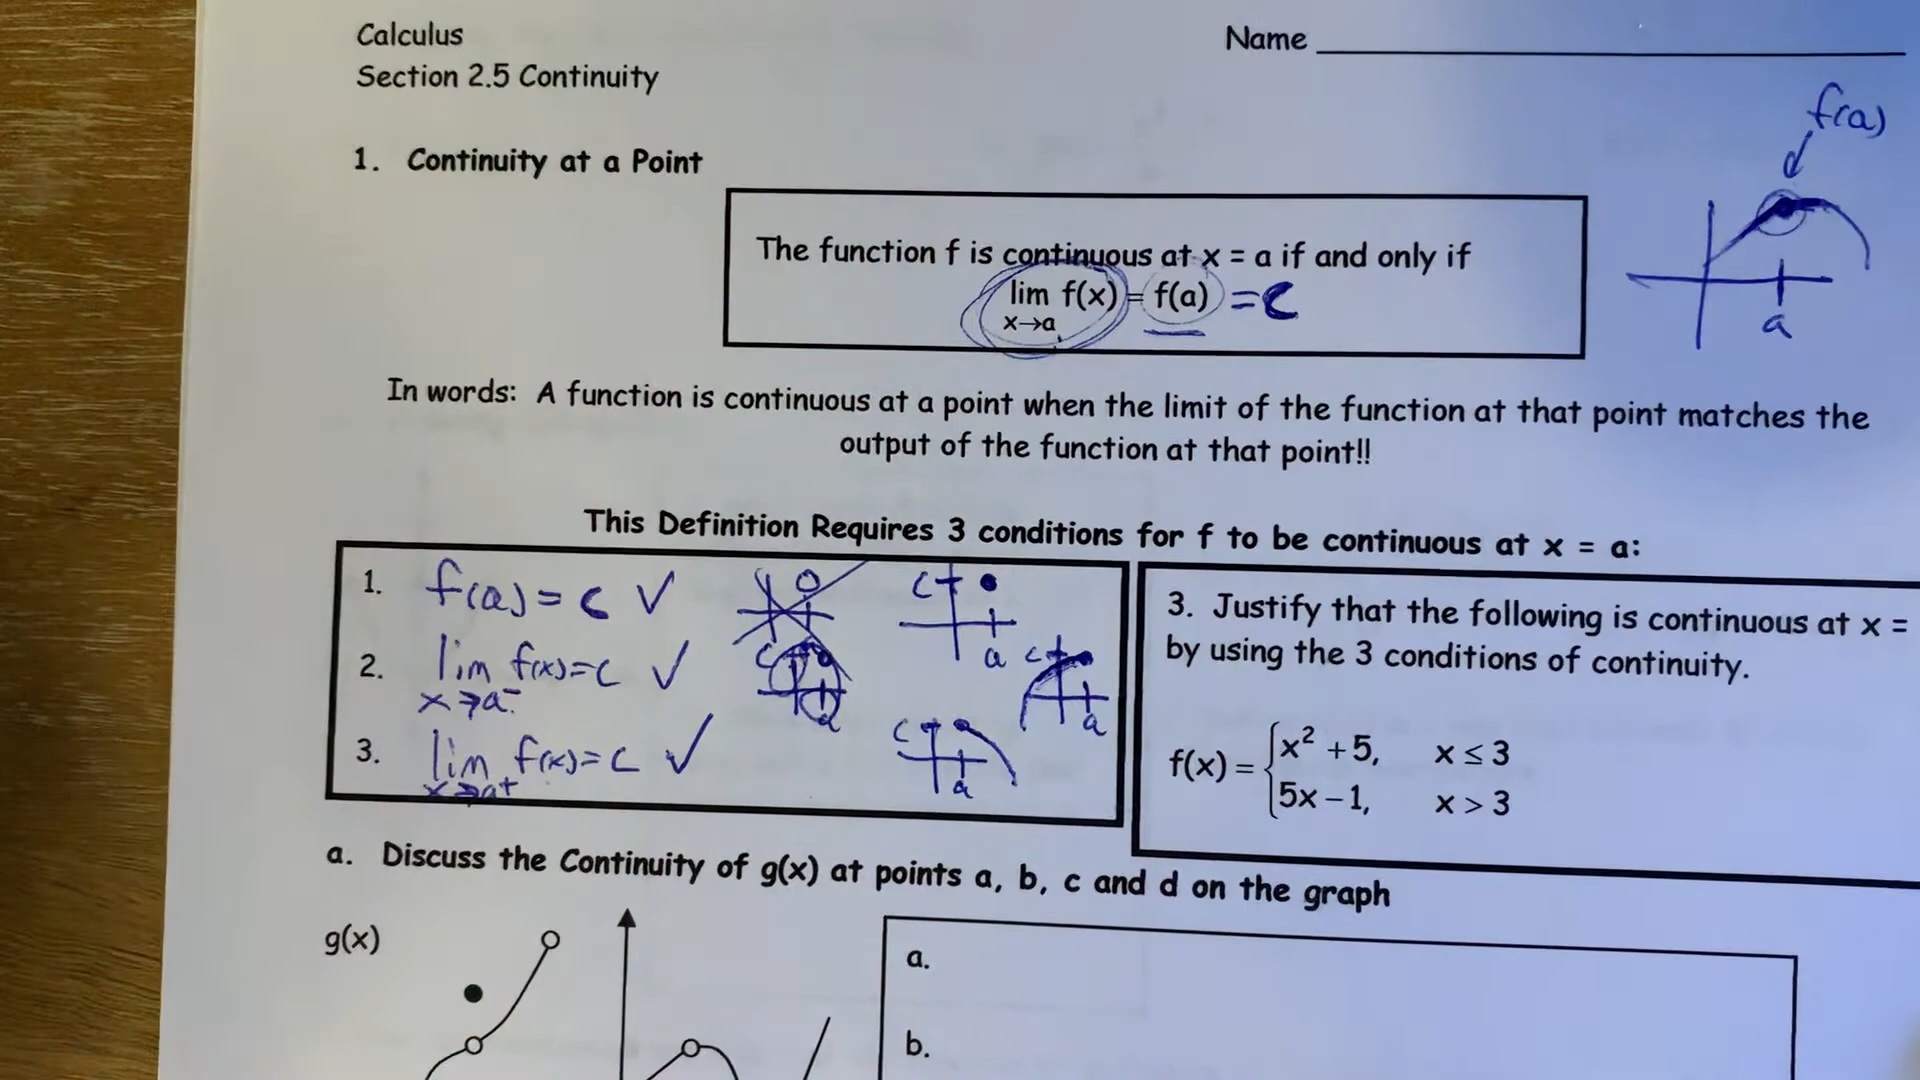 Calculus
Name
Section 2.5 Continuity
f(a)
1. Continuity at a Point
The function f is continuous at x = a if and only if
lim f(x) = f(a) = C
x→a
a
In words: A function is continuous at a point when the limit of the function at that point matches the
output of the function at that point!!
This Definition Requires 3 conditions for f to be continuous at x = a:
1. f(a) = C ✓
C
a
2. lim f(x) = C ✓
x→a⁻
C
a
C
a
3. lim f(x) = C ✓
x→a⁺
C
a
3. Justify that the following is continuous at x =
by using the 3 conditions of continuity.
f(x) = { x² + 5, x ≤ 3
5x − 1, x > 3
a. Discuss the Continuity of g(x) at points a, b, c and d on the graph
g(x)
a.
b.